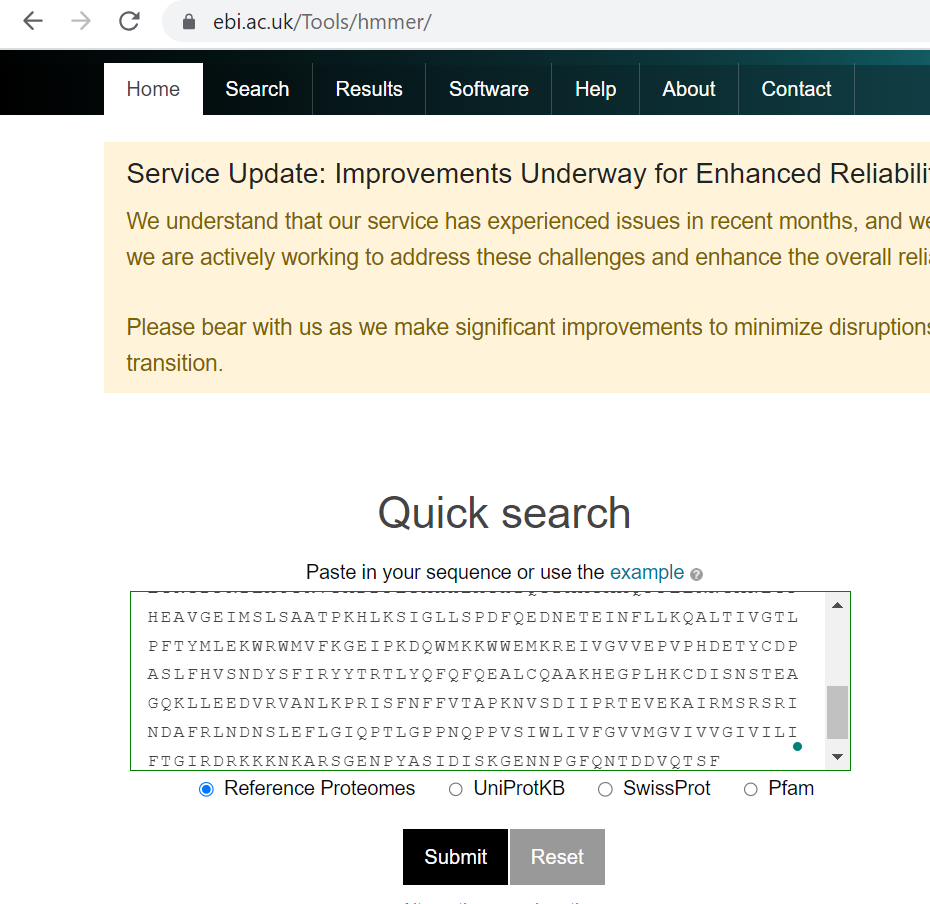 ebi.ac.uk/Tools/hmmer/
Home Search Results Software Help About Contact
Service Update: Improvements Underway for Enhanced
We understand that our service has experienced issues in recent months, and
we are actively working to address these challenges and enhance the overall
Please bear with us as we make significant improvements to minimize disruptions
transition.
Quick search
Paste in your sequence or use the example ?
HEAVGEIMSLSAATPKHLKSIGLLSPDFQEDNETEINFLLKQALTIVGTL
PFTYMLEKWRWMVFKGEIPKDQWMKKWWEMKREIVGVVEPVPHDETYCDP
ASLFHVSNDYSFIRYYTRTLYQFQFQEALCQAAKHEGPLHKCDISNSTEA
GQKLLEEDVRVANLKPRISFNFFVTAPKNVSDIIPRTEVEKAIRMSRSRI
NDAFRLNDNSLEFLGIQPTLGPPNQPPVSIWLIVFGVVMGVIVVGIVILI
FTGIRDRKKKNKARSGENPYASIDISKGENNPGFQNTDDVQTSF
Reference Proteomes UniProtKB SwissProt Pfam
Submit Reset